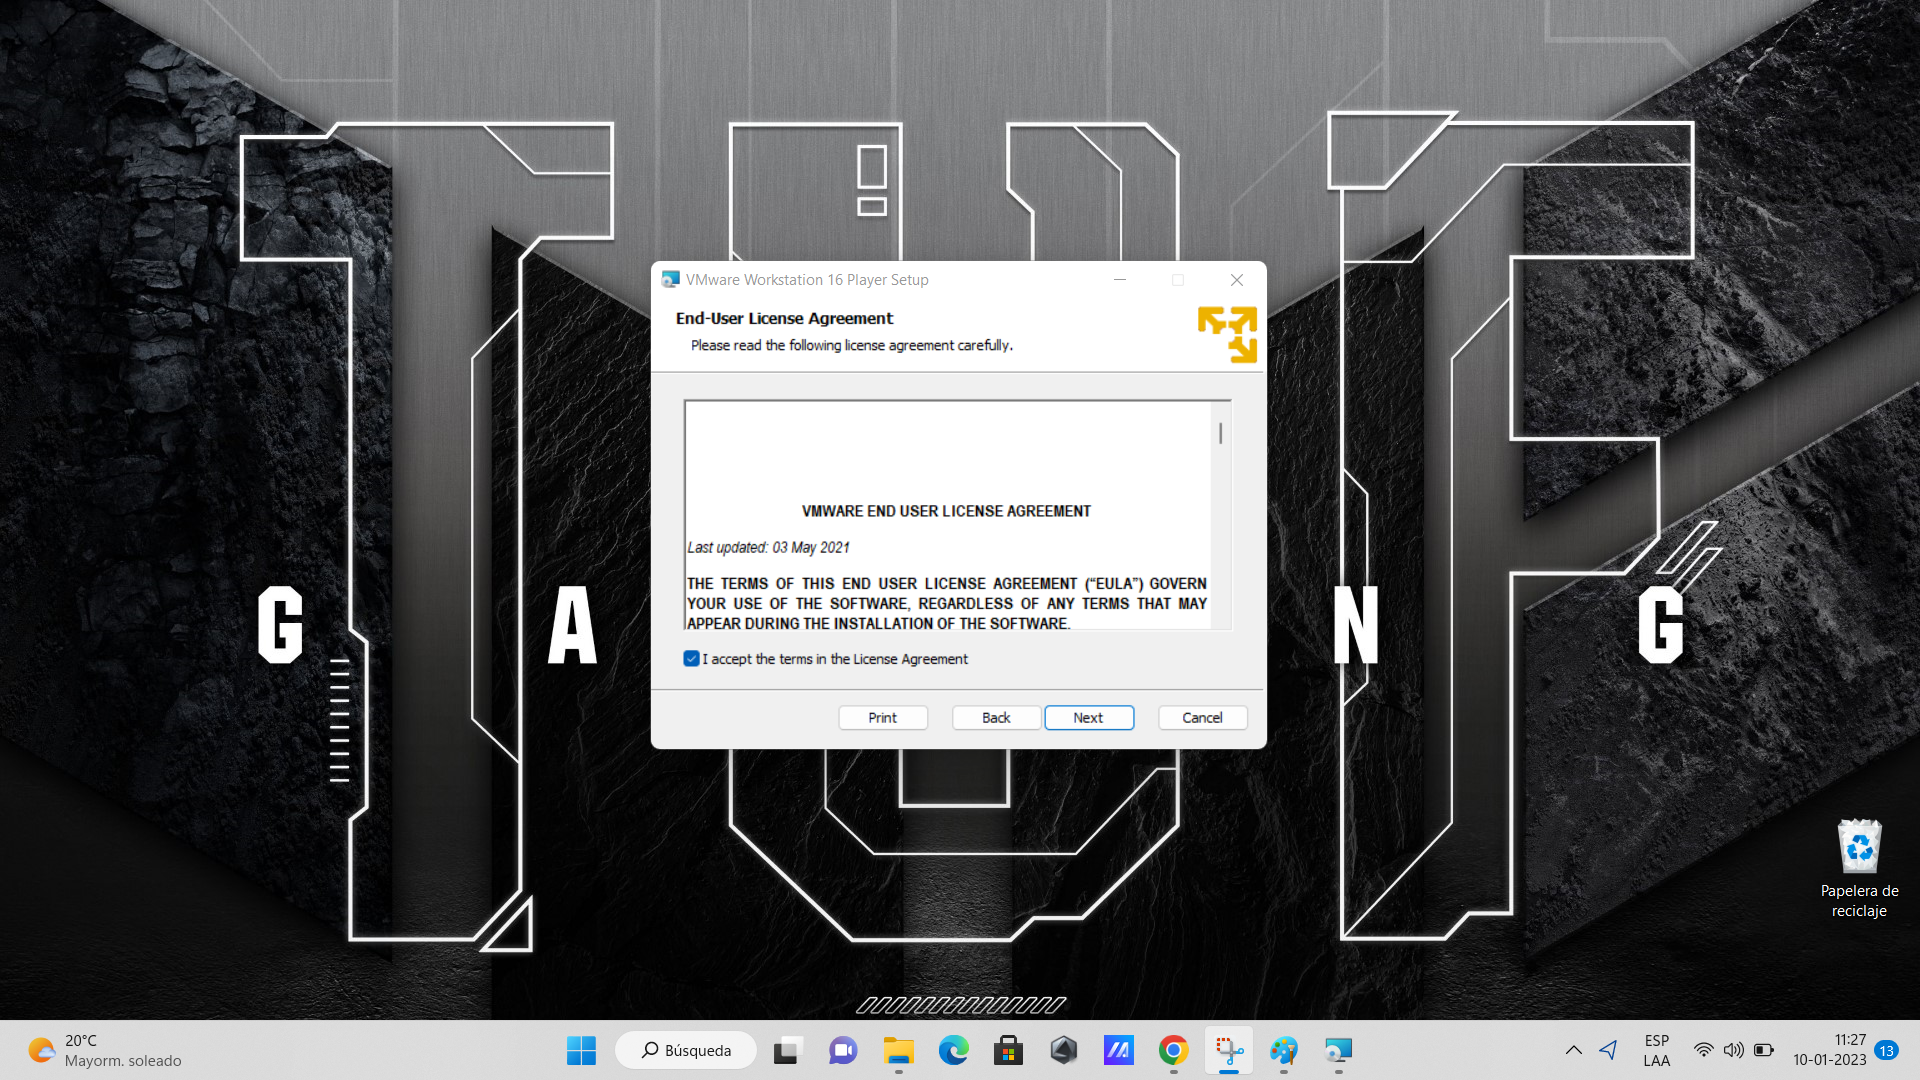 VMware Workstation 16 Player Setup
End-User License Agreement
Please read the following license agreement carefully.
VMWARE END USER LICENSE AGREEMENT
Last updated: 03 May 2021
THE TERMS OF THIS END USER LICENSE AGREEMENT (“EULA”) GOVERN
YOUR USE OF THE SOFTWARE, REGARDLESS OF ANY TERMS THAT MAY
APPEAR DURING THE INSTALLATION OF THE SOFTWARE.
I accept the terms in the License Agreement
Print Back Next Cancel
G A N G
Papelera de
reciclaje
20°C
Mayorm. soleado
Búsqueda
ESP
LAA
11:27
10-01-2023
13